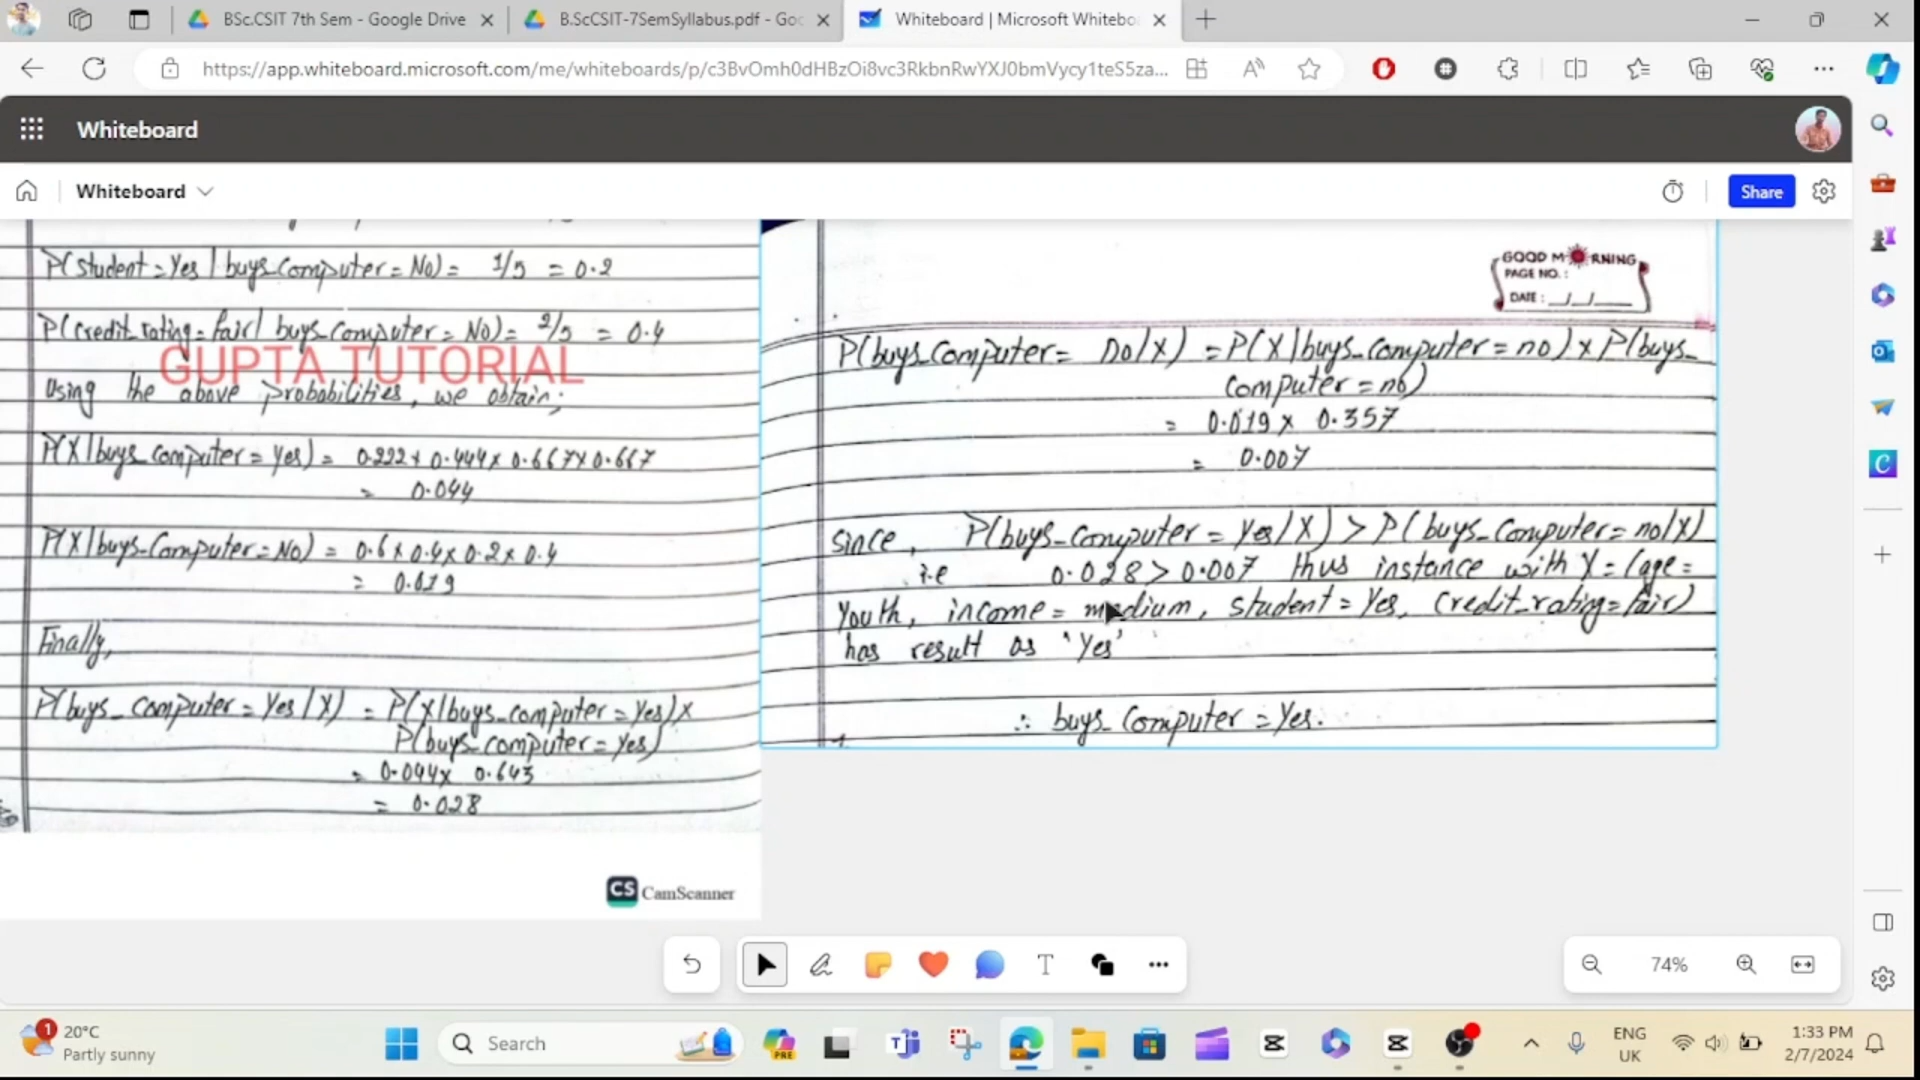 BSc.CSIT 7th Sem - Google Drive
B.ScCSIT-7SemSyllabus.pdf - Goo
Whiteboard | Microsoft Whitebo
https://app.whiteboard.microsoft.com/me/whiteboards/p/c3BvOmh0dHBzOi8vc3RkbnRwYXJ0bmVycy1teS5za...
Whiteboard
Whiteboard
Share
P(student=Yes | buys_computer=No) = 1/5 = 0.2
P(credit_rating=fair | buys_computer=No) = 2/5 = 0.4
GUPTA TUTORIAL
Using the above probabilities, we obtain;
P(X|buys_computer=yes) = 0.222 x 0.444 x 0.667 x 0.667
= 0.044
P(X|buys_computer=No) = 0.6 x 0.4 x 0.2 x 0.4
= 0.019
Finally,
P(buys_computer=Yes|X) = P(X|buys_computer=yes) x
P(buys_computer=Yes)
= 0.044 x 0.643
= 0.028
CS CamScanner
GOOD MORNING
PAGE NO. :
DATE : __/__/____
P(buys_computer= no|X) = P(X|buys_computer=no) x P(buys_
computer=no)
= 0.019 x 0.357
= 0.007
since, P(buys_computer=yes|X) > P(buys_computer=no|X)
i.e 0.028 > 0.007 thus instance with X = (age=
Youth, income= medium, student=Yes, credit_rating=fair)
has result as 'Yes'
∴ buys_computer=Yes.
T
74%
1
20°C
Partly sunny
Search
PRE
ENG
UK
1:33 PM
2/7/2024